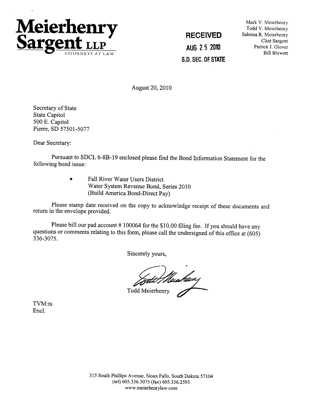 Meierhenry
Sargent LLP
ATTORNEYS AT LAW
RECEIVED
AUG 25 2010
S.D. SEC. OF STATE
Mark V. Meierhenry
Todd V. Meierhenry
Sabrina R. Meierhenry
Clint Sargent
Patrick J. Glover
Bill Blewett
August 20, 2010
Secretary of State
State Capitol
500 E. Capitol
Pierre, SD 57501-5077
Dear Secretary:
Pursuant to SDCL 6-8B-19 enclosed please find the Bond Information Statement for the
following bond issue:
• Fall River Water Users District
Water System Revenue Bond, Series 2010
(Build America Bond-Direct Pay)
Please stamp date received on the copy to acknowledge receipt of these documents and
return in the envelope provided.
Please bill our pad account # 100064 for the $10.00 filing fee. If you should have any
questions or comments relating to this form, please call the undersigned of this office at (605)
336-3075.
Sincerely yours,
Todd Meierhenry
Todd Meierhenry
TVM:tn
Encl.
315 South Phillips Avenue, Sioux Falls, South Dakota 57104
(tel) 605.336.3075 (fax) 605.336.2593
www.meierhenrylaw.com